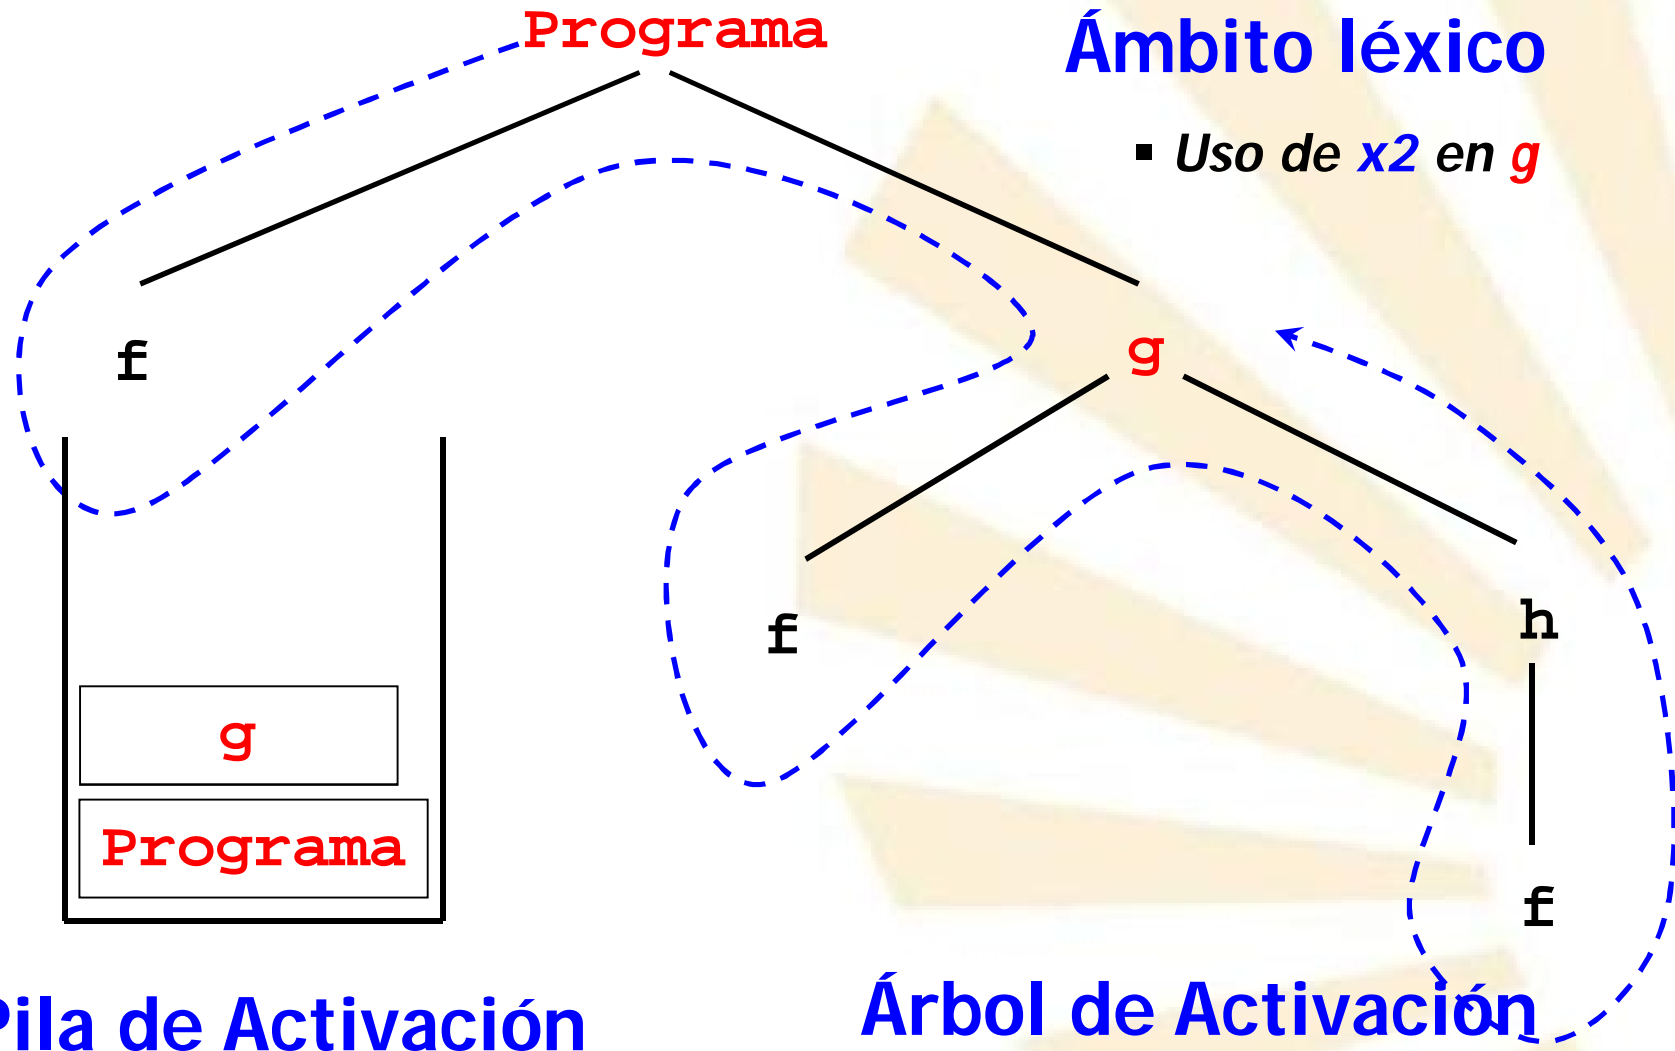 Programa
Ámbito léxico
▪ Uso de x2 en g
f
g
f
h
g
Programa
f
Pila de Activación
Árbol de Activación